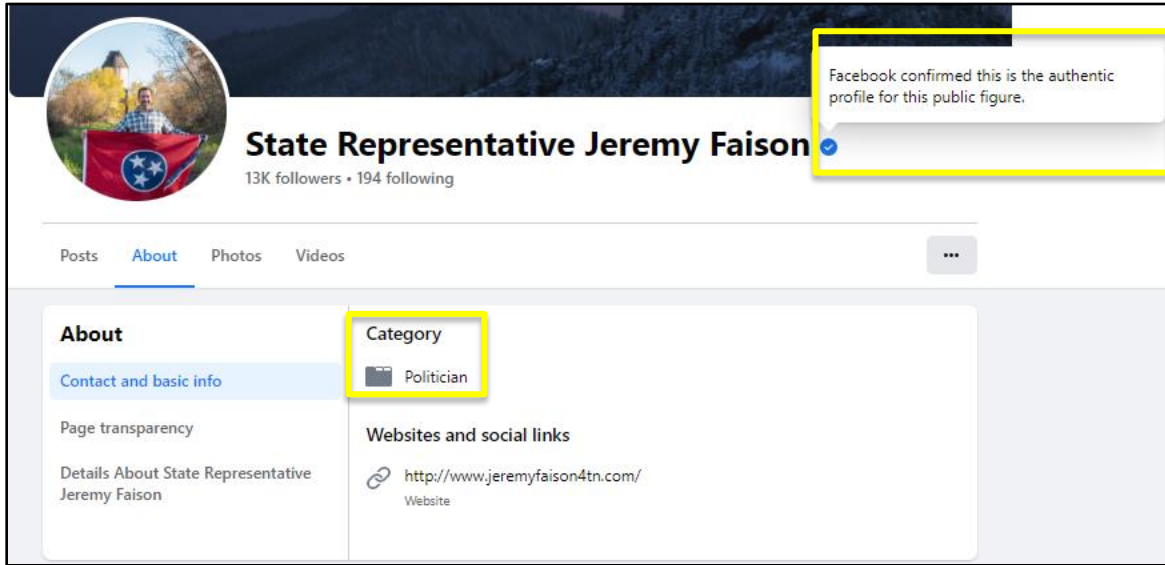 Facebook confirmed this is the authentic
profile for this public figure.
State Representative Jeremy Faison
13K followers • 194 following
Posts About Photos Videos
About
Contact and basic info
Page transparency
Details About State Representative
Jeremy Faison
Category
Politician
Websites and social links
http://www.jeremyfaison4tn.com/
Website